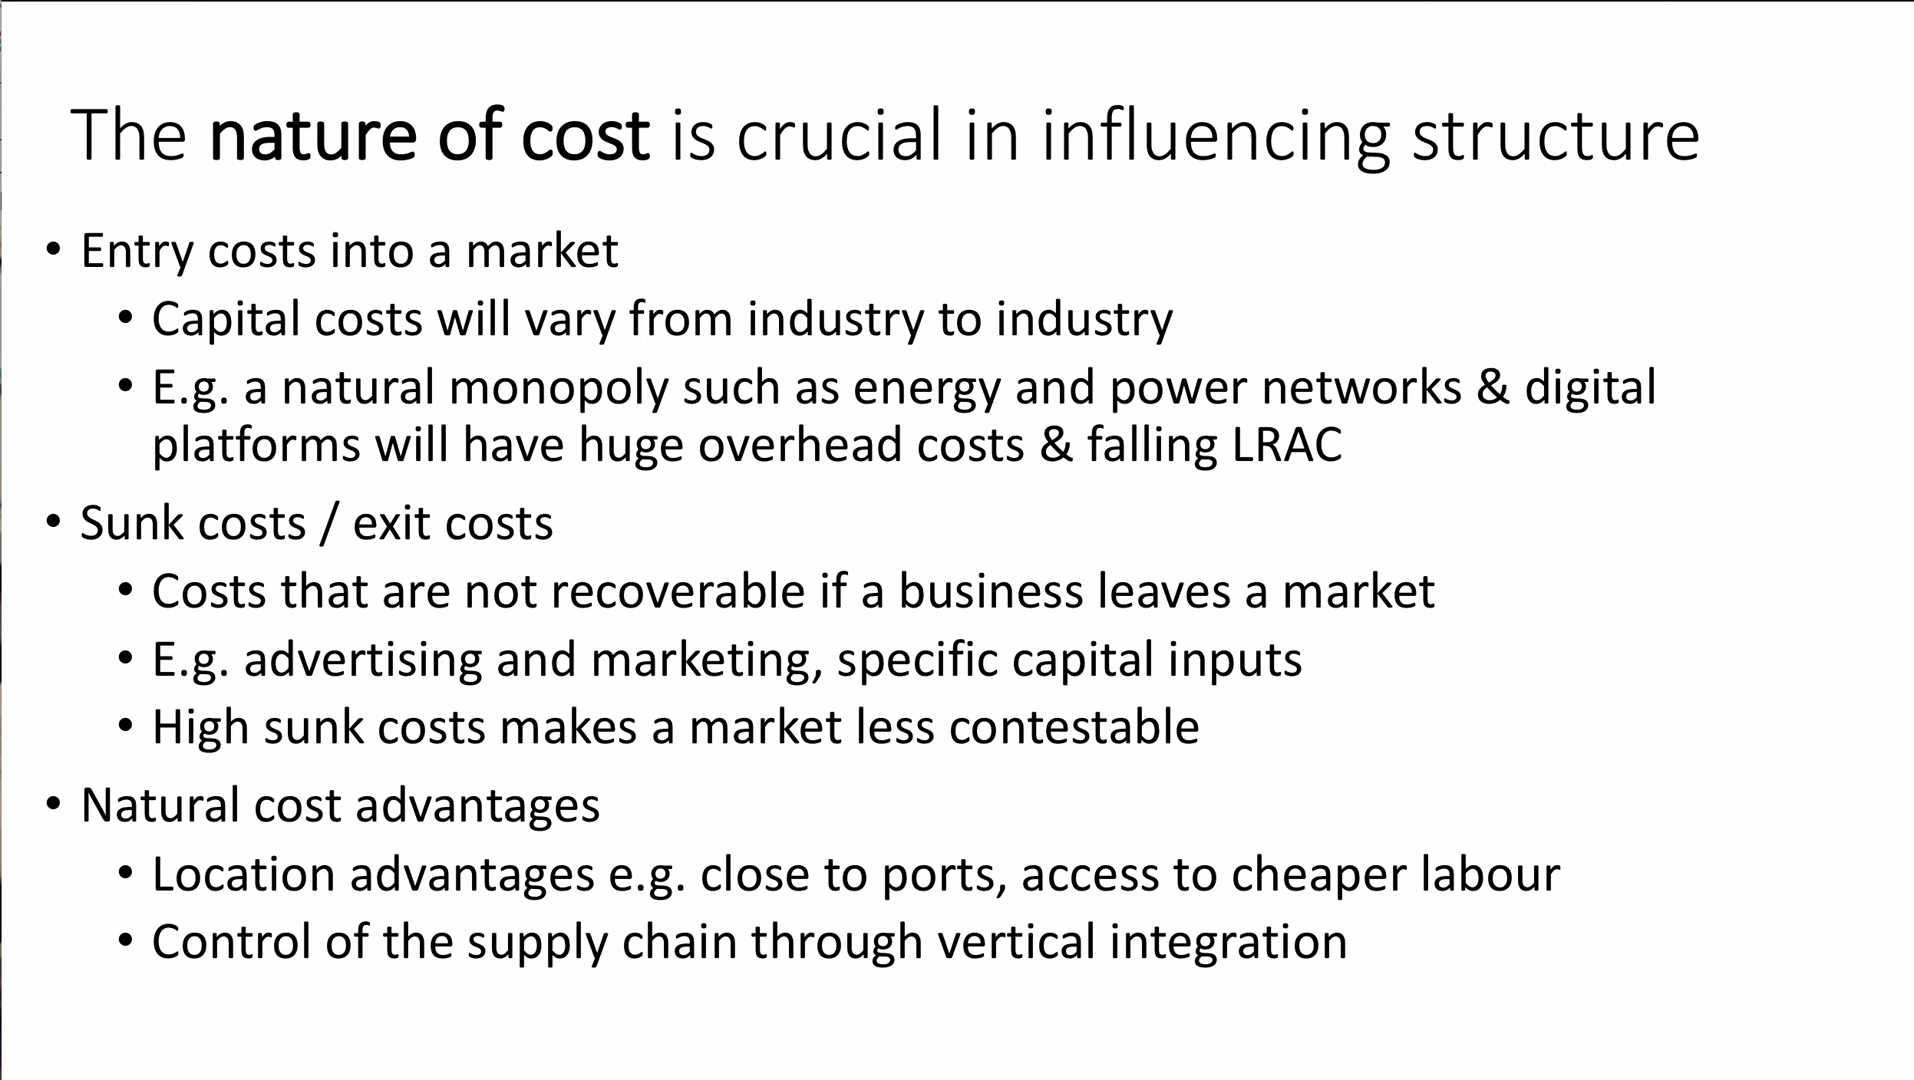 The nature of cost is crucial in influencing structure
• Entry costs into a market
• Capital costs will vary from industry to industry
• E.g. a natural monopoly such as energy and power networks & digital
platforms will have huge overhead costs & falling LRAC
• Sunk costs / exit costs
• Costs that are not recoverable if a business leaves a market
• E.g. advertising and marketing, specific capital inputs
• High sunk costs makes a market less contestable
• Natural cost advantages
• Location advantages e.g. close to ports, access to cheaper labour
• Control of the supply chain through vertical integration